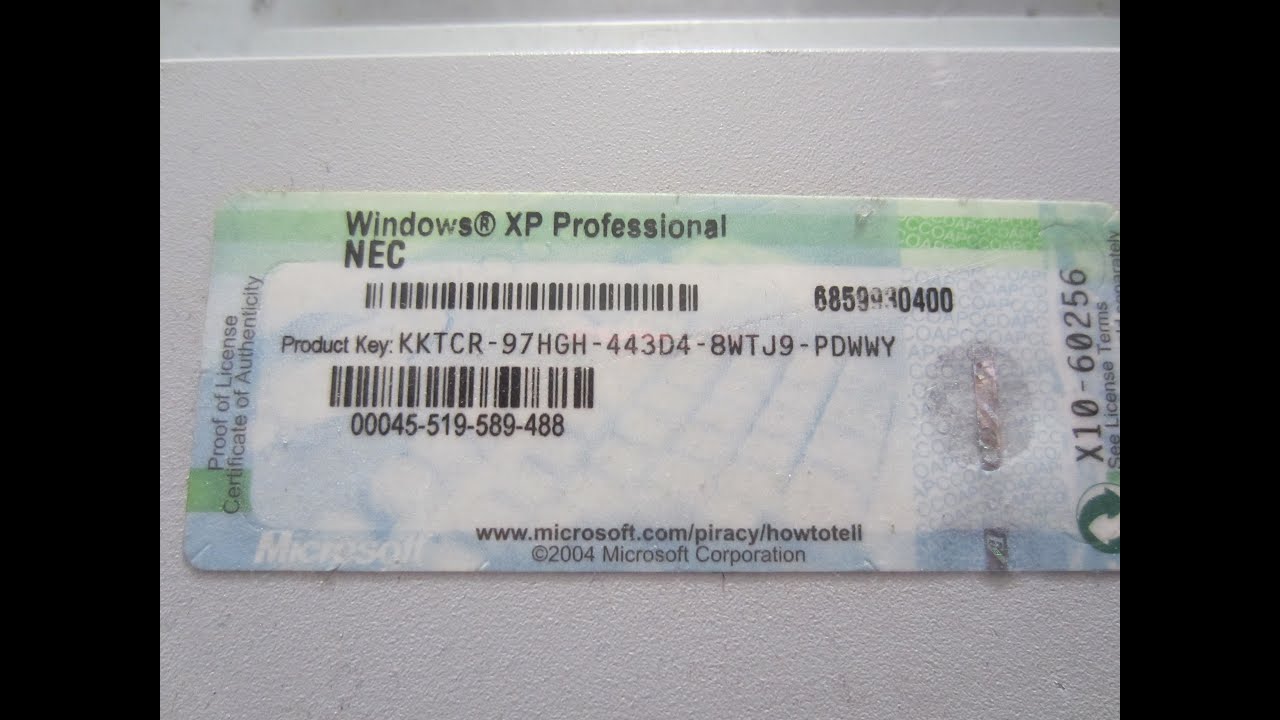 Windows® XP Professional
NEC
Product Key: KKTCR-97HGH-443D4-8WTJ9-PDWWY
00045-519-589-488
www.microsoft.com/piracy/howtotell
©2004 Microsoft Corporation
Microsoft
Proof of License
Certificate of Authenticity
X10-60256
See License Terms